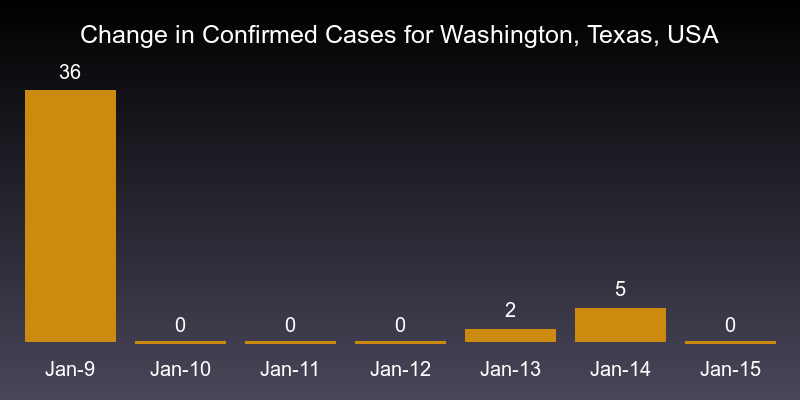 Change in Confirmed Cases for Washington, Texas, USA
36
0
0
0
2
5
0
Jan-9
Jan-10
Jan-11
Jan-12
Jan-13
Jan-14
Jan-15